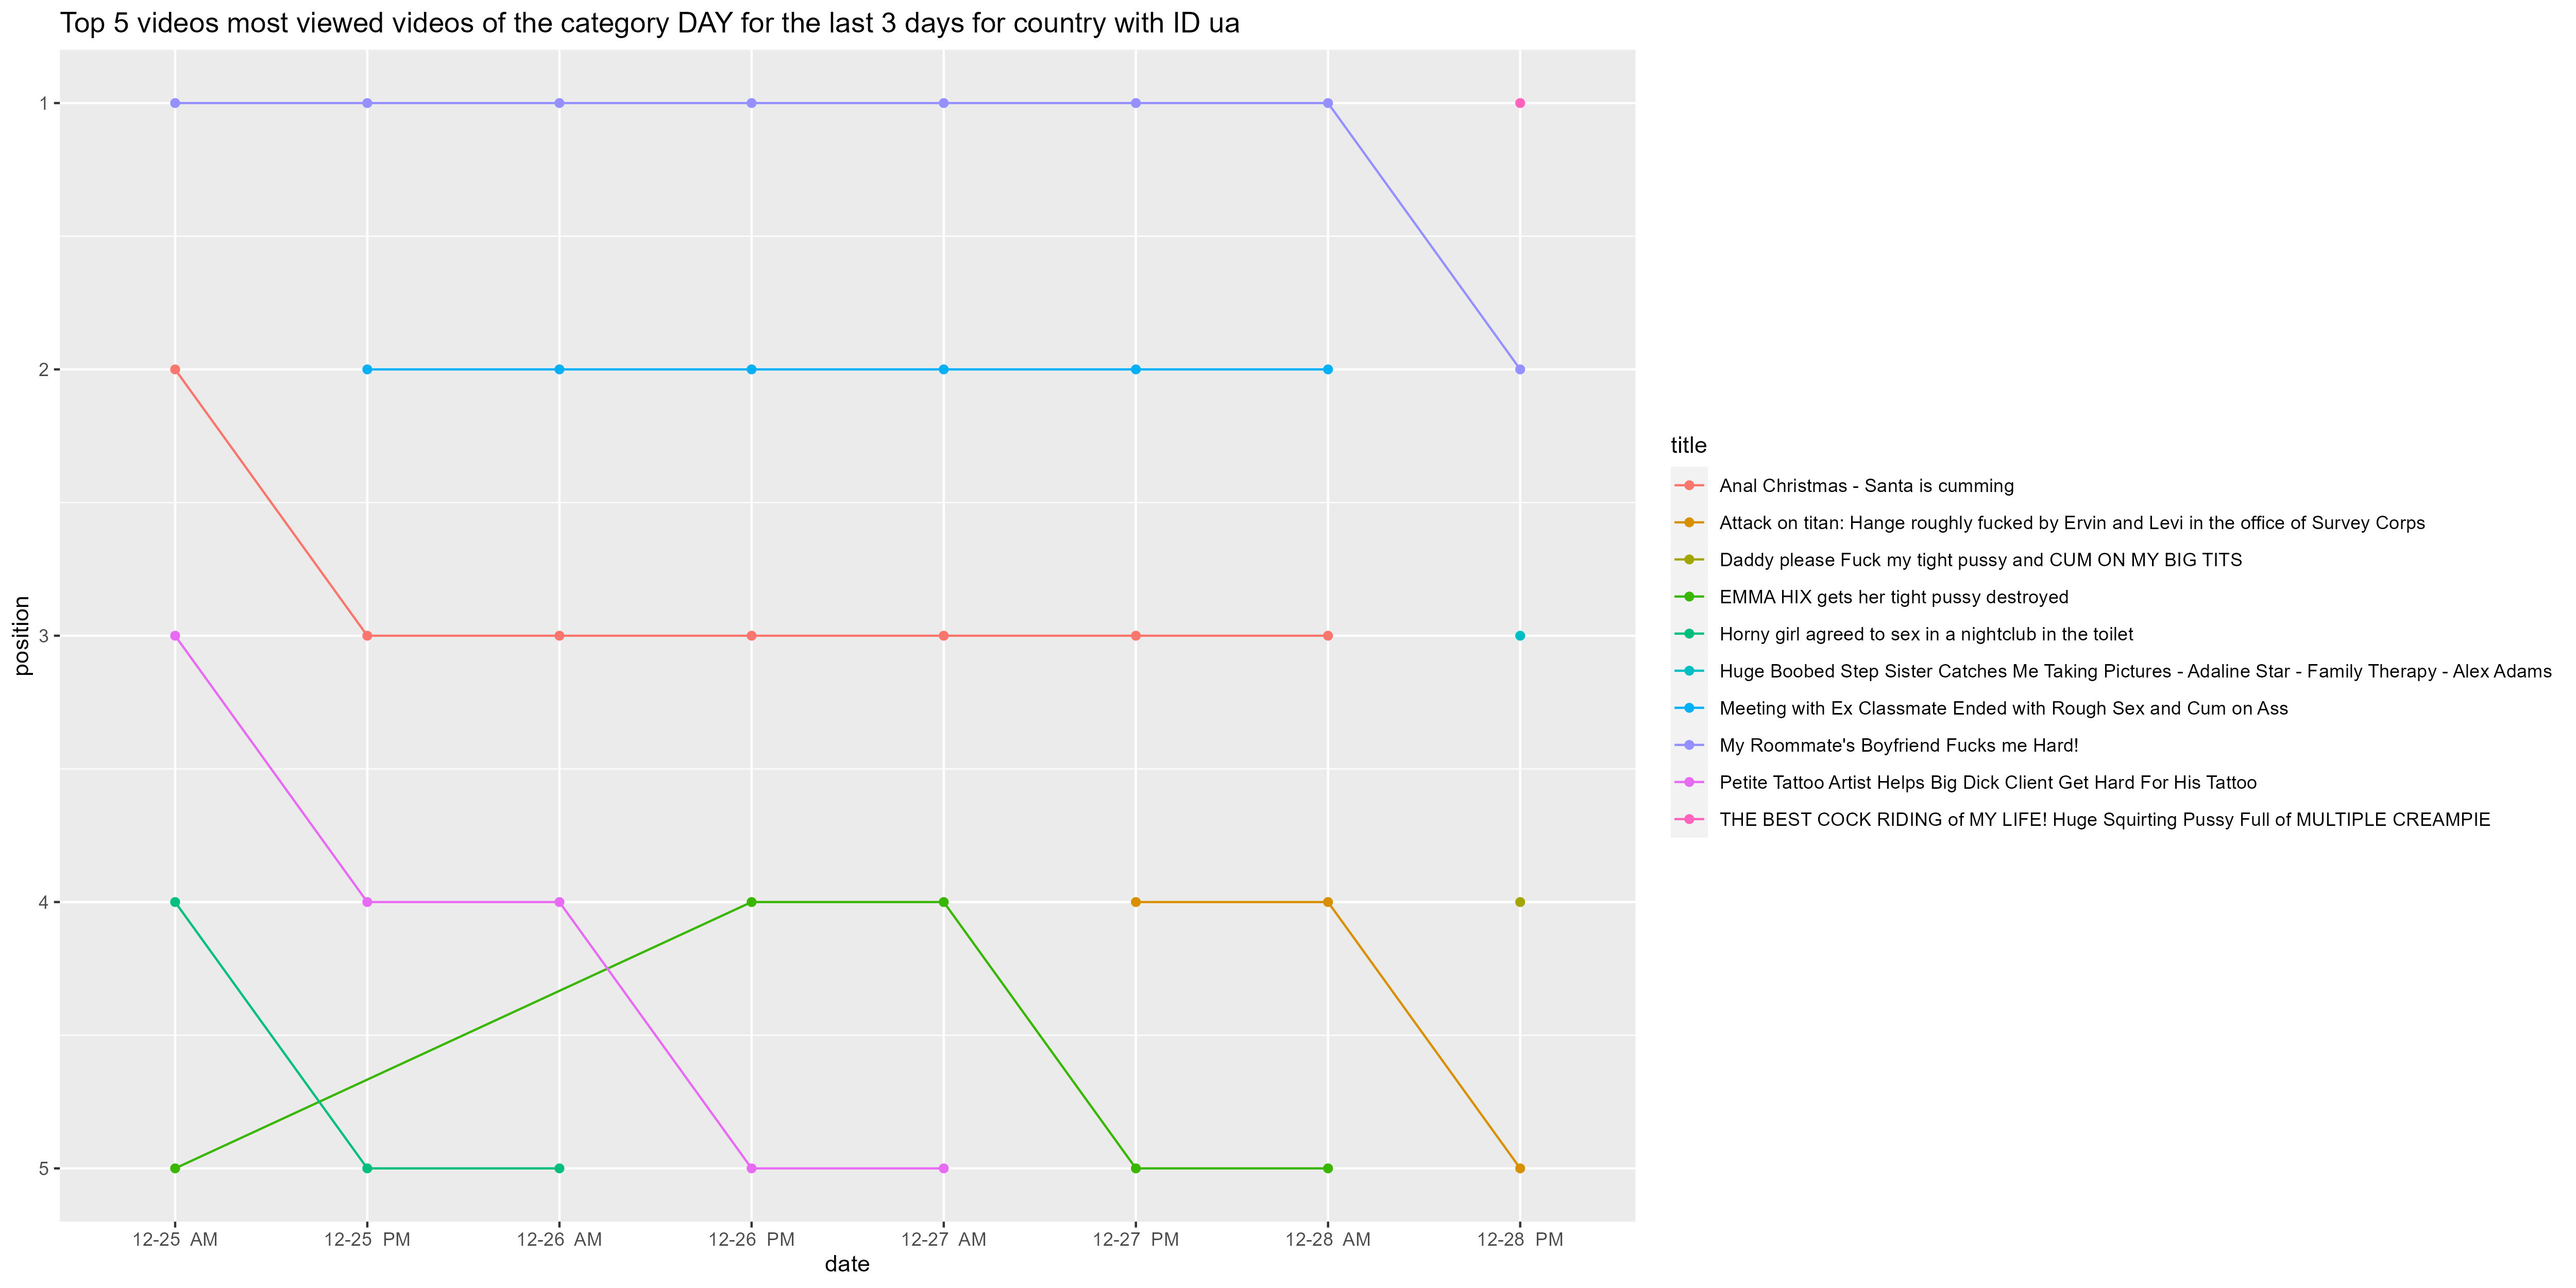 Top 5 videos most viewed videos of the category DAY for the last 3 days for country with ID ua
1
2
3
4
5
position
12-25 AM
12-25 PM
12-26 AM
12-26 PM
12-27 AM
12-27 PM
12-28 AM
12-28 PM
date
title
Anal Christmas - Santa is cumming
Attack on titan: Hange roughly fucked by Ervin and Levi in the office of Survey Corps
Daddy please Fuck my tight pussy and CUM ON MY BIG TITS
EMMA HIX gets her tight pussy destroyed
Horny girl agreed to sex in a nightclub in the toilet
Huge Boobed Step Sister Catches Me Taking Pictures - Adaline Star - Family Therapy - Alex Adams
Meeting with Ex Classmate Ended with Rough Sex and Cum on Ass
My Roommate's Boyfriend Fucks me Hard!
Petite Tattoo Artist Helps Big Dick Client Get Hard For His Tattoo
THE BEST COCK RIDING of MY LIFE! Huge Squirting Pussy Full of MULTIPLE CREAMPIE